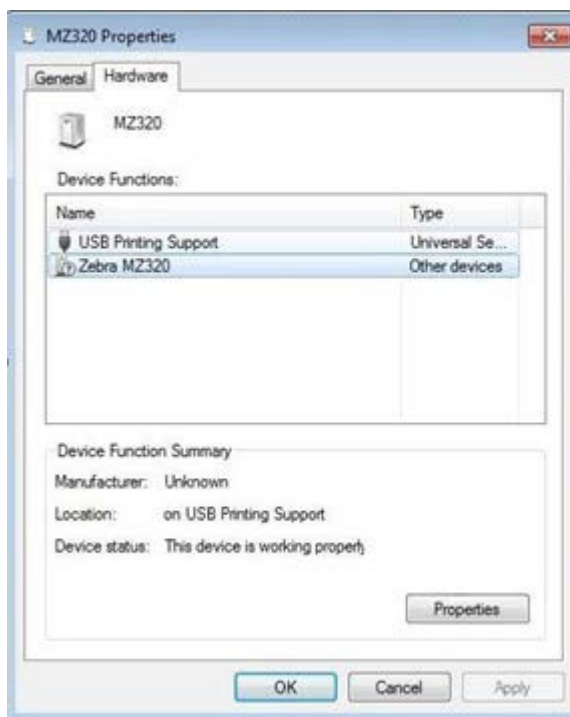 MZ320 Properties
General Hardware
MZ320
Device Functions:
Name Type
USB Printing Support Universal Se...
Zebra MZ320 Other devices
Device Function Summary
Manufacturer: Unknown
Location: on USB Printing Support
Device status: This device is working properly
Properties
OK Cancel Apply